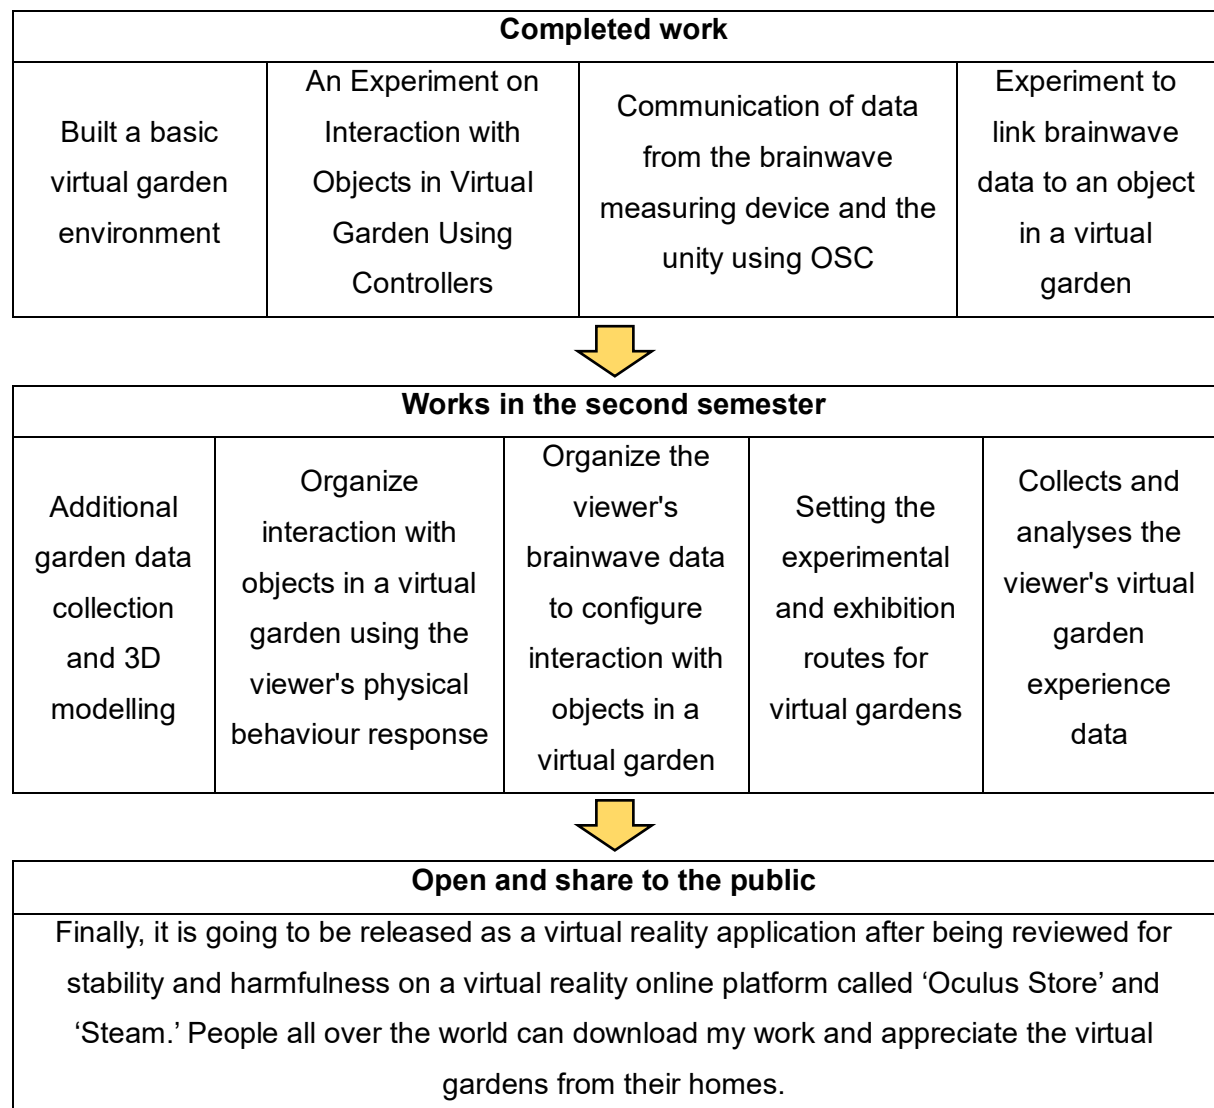 Completed work
Built a basic
virtual garden
environment
An Experiment on
Interaction with
Objects in Virtual
Garden Using
Controllers
Communication of data
from the brainwave
measuring device and the
unity using OSC
Experiment to
link brainwave
data to an object
in a virtual
garden
Works in the second semester
Additional
garden data
collection
and 3D
modelling
Organize
interaction with
objects in a virtual
garden using the
viewer's physical
behaviour response
Organize the
viewer's
brainwave data
to configure
interaction with
objects in a
virtual garden
Setting the
experimental
and exhibition
routes for
virtual gardens
Collects and
analyses the
viewer's virtual
garden
experience
data
Open and share to the public
Finally, it is going to be released as a virtual reality application after being reviewed for
stability and harmfulness on a virtual reality online platform called ‘Oculus Store’ and
‘Steam.’ People all over the world can download my work and appreciate the virtual
gardens from their homes.